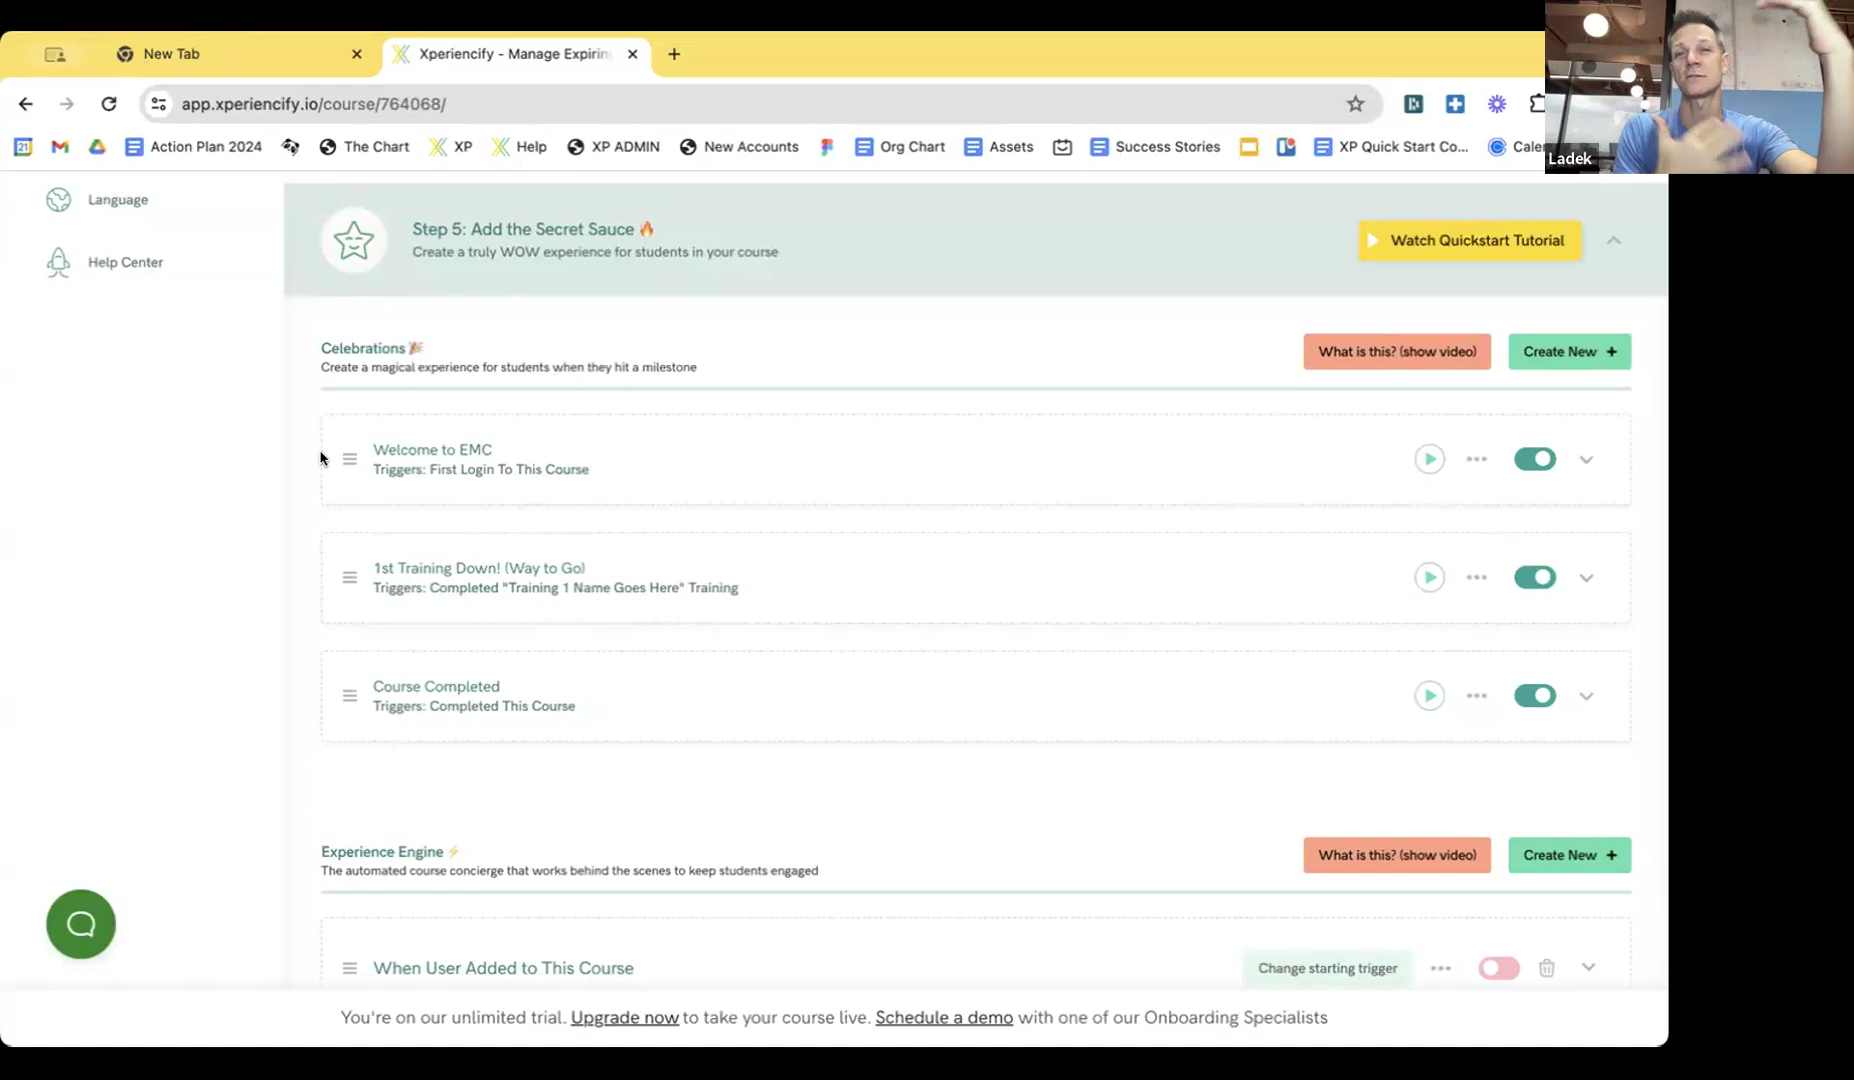 New Tab
Xperiencify - Manage Expirin
app.xperiencify.io/course/764068/
21
Action Plan 2024
The Chart
XP
Help
XP ADMIN
New Accounts
Org Chart
Assets
Success Stories
XP Quick Start Co...
Caler
Ladek
Language
Help Center
Step 5: Add the Secret Sauce 🔥
Create a truly WOW experience for students in your course
Watch Quickstart Tutorial
Celebrations 🎉
Create a magical experience for students when they hit a milestone
What is this? (show video)
Create New +
Welcome to EMC
Triggers: First Login To This Course
1st Training Down! (Way to Go)
Triggers: Completed "Training 1 Name Goes Here" Training
Course Completed
Triggers: Completed This Course
Experience Engine ⚡
The automated course concierge that works behind the scenes to keep students engaged
What is this? (show video)
Create New +
When User Added to This Course
Change starting trigger
You're on our unlimited trial. Upgrade now to take your course live. Schedule a demo with one of our Onboarding Specialists